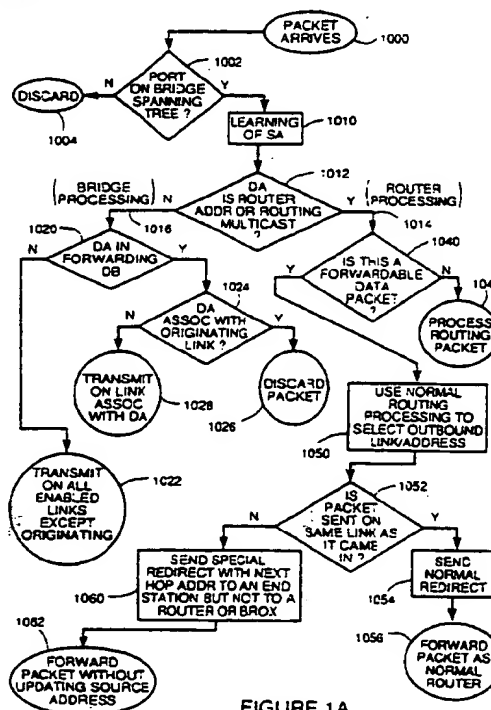 PACKET
ARRIVES
1000
1002
PORT
ON BRIDGE
SPANNING
TREE ?
N
Y
DISCARD
1004
LEARNING
OF SA
1010
1012
DA
IS ROUTER
ADDR OR ROUTING
MULTICAST
?
N
Y
(BRIDGE
PROCESSING)
1016
(ROUTER
PROCESSING)
1014
1020
DA IN
FORWARDING
DB
N
Y
1040
IS THIS A
FORWARDABLE
DATA
PACKET
?
Y
N
PROCESS
ROUTING
PACKET
1024
DA
ASSOC WITH
ORIGINATING
LINK ?
N
Y
TRANSMIT
ON LINK
ASSOC
WITH DA
1028
DISCARD
PACKET
1026
USE NORMAL
ROUTING
PROCESSING TO
SELECT OUTBOUND
LINK/ADDRESS
1050
TRANSMIT
ON ALL
ENABLED
LINKS
EXCEPT
ORIGINATING
1022
1052
IS
PACKET
SENT ON
SAME LINK AS
IT CAME
IN ?
N
Y
SEND SPECIAL
REDIRECT WITH NEXT
HOP ADDR TO AN END
STATION BUT NOT TO A
ROUTER OR BROX
1060
SEND
NORMAL
REDIRECT
1054
1062
FORWARD
PACKET WITHOUT
UPDATING SOURCE
ADDRESS
1056
FORWARD
PACKET AS
NORMAL
ROUTER
FIGURE 1A